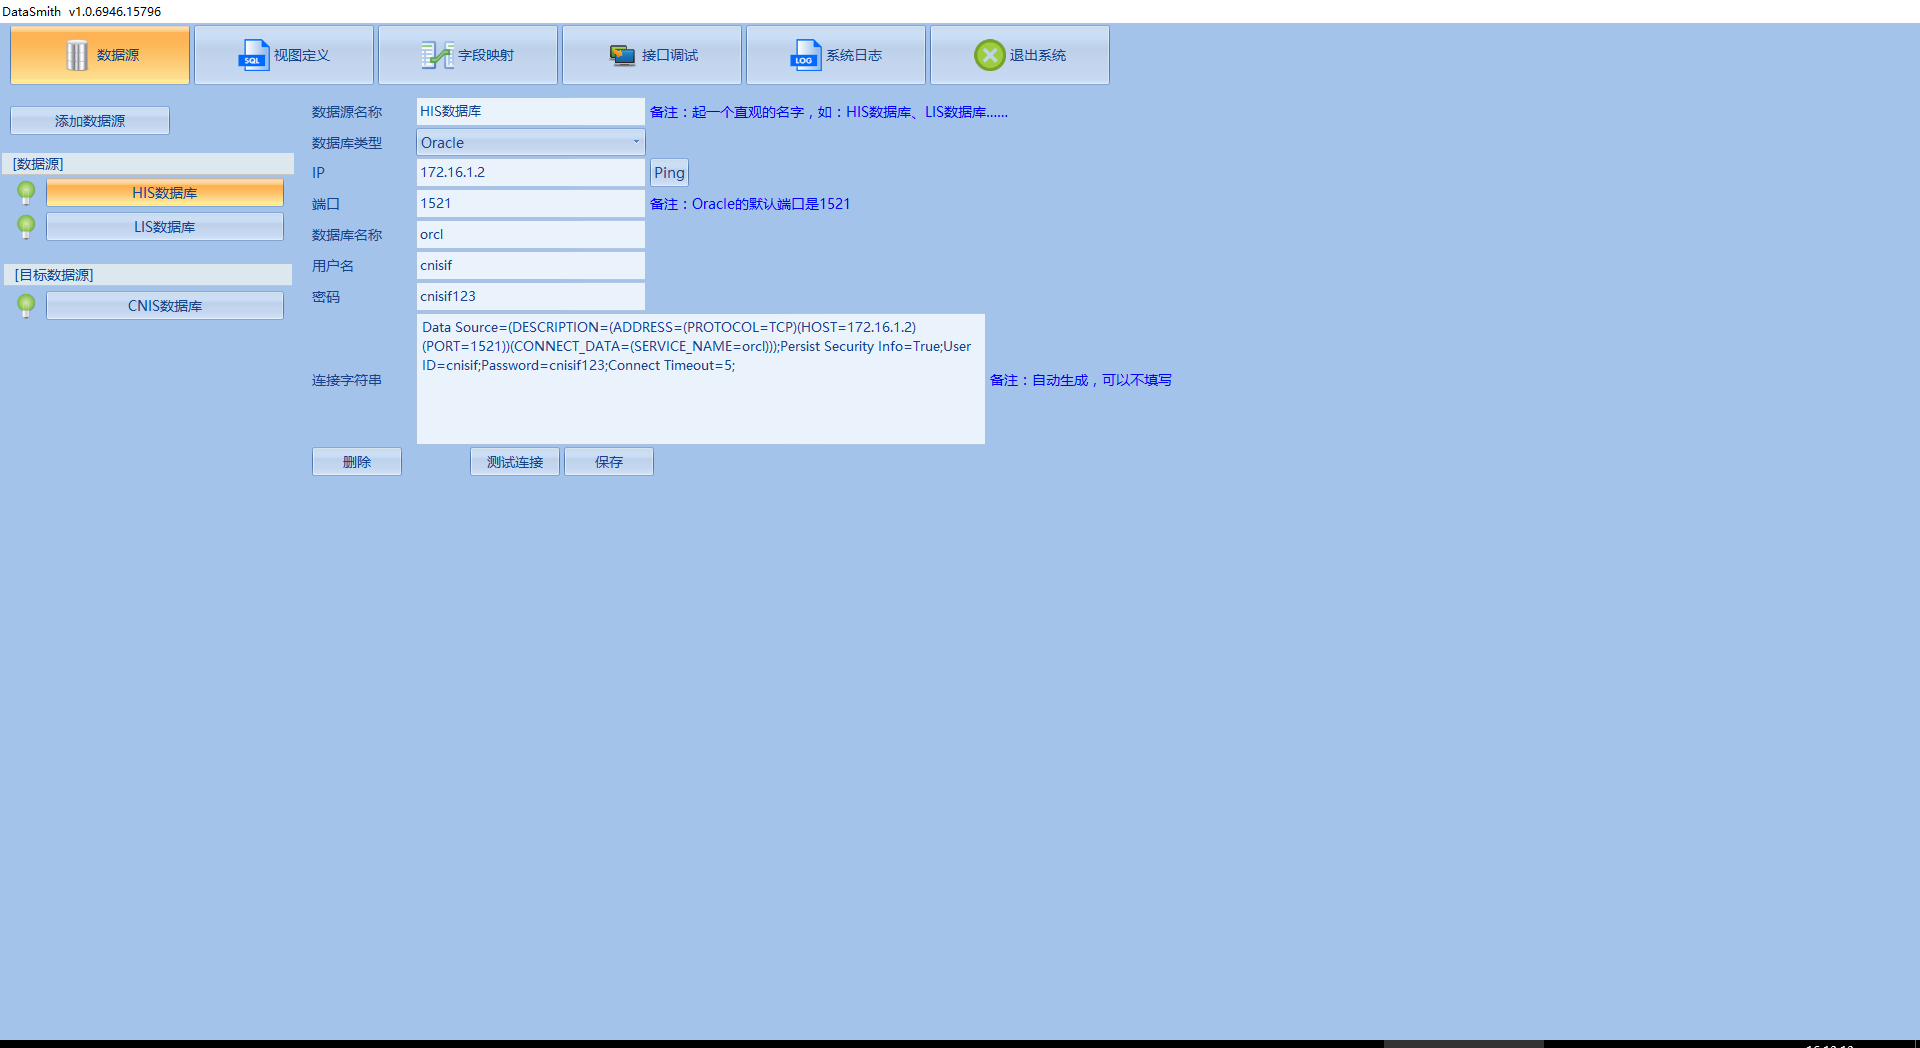 DataSmith v1.0.6946.15796
数据源
SQL 视图定义
字段映射
接口调试
LOG 系统日志
退出系统
添加数据源
[数据源]
HIS数据库
LIS数据库
[目标数据源]
CNIS数据库
数据源名称 HIS数据库 备注：起一个直观的名字，如：HIS数据库、LIS数据库......
数据库类型 Oracle
IP 172.16.1.2 Ping
端口 1521 备注：Oracle的默认端口是1521
数据库名称 orcl
用户名 cnisif
密码 cnisif123
Data Source=(DESCRIPTION=(ADDRESS=(PROTOCOL=TCP)(HOST=172.16.1.2)
(PORT=1521))(CONNECT_DATA=(SERVICE_NAME=orcl)));Persist Security Info=True;User
ID=cnisif;Password=cnisif123;Connect Timeout=5;
连接字符串 备注：自动生成，可以不填写
删除 测试连接 保存